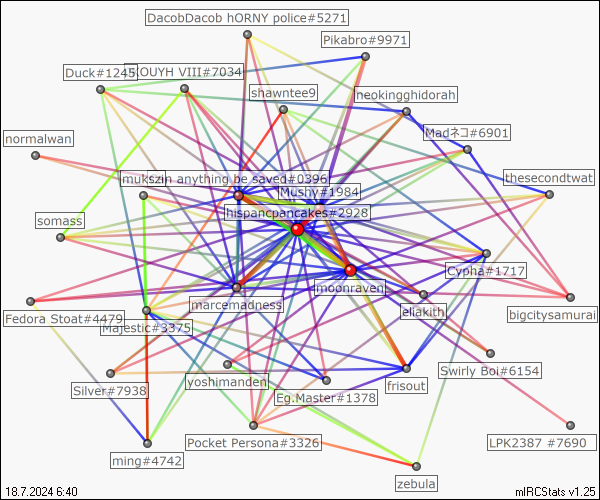 DacobDacob hORNY police#5271
Pikabro#9971
Duck#1245
KOUYH VIII#7034
shawntee9
neokingghidorah
Madネコ#6901
normalwan
mukszin anything be saved#0396
thesecondtwat
Mushy#1984
somass
hispancpancakes#2928
Cypha#1717
moonraven
marcemadness
eliakith
bigcitysamurai
Fedora Stoat#4479
Majestic#3375
Swirly Boi#6154
Silver#7938
yoshimanden
frisout
Eg.Master#1378
Pocket Persona#3326
LPK2387 #7690
ming#4742
zebula
18.7.2024 6:40
mIRCStats v1.25